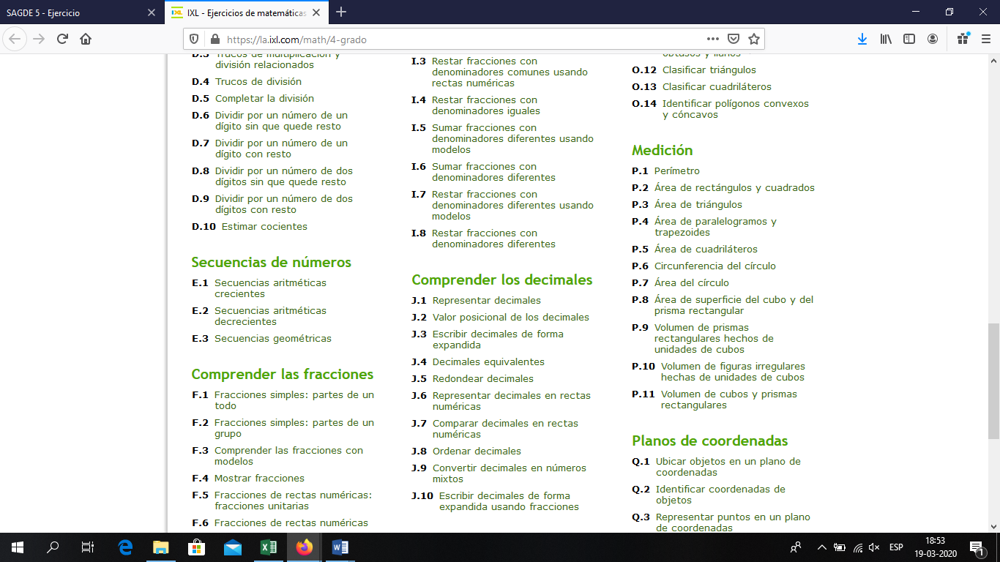 SAGDE 5 - Ejercicio
IXL - Ejercicios de matemáticas
https://la.ixl.com/math/4-grado
D.3 Trucos de multiplicación y
división relacionados
D.4 Trucos de división
D.5 Completar la división
D.6 Dividir por un número de un
dígito sin que quede resto
D.7 Dividir por un número de un
dígito con resto
D.8 Dividir por un número de dos
dígitos sin que quede resto
D.9 Dividir por un número de dos
dígitos con resto
D.10 Estimar cocientes
Secuencias de números
E.1 Secuencias aritméticas
crecientes
E.2 Secuencias aritméticas
decrecientes
E.3 Secuencias geométricas
Comprender las fracciones
F.1 Fracciones simples: partes de un
todo
F.2 Fracciones simples: partes de un
grupo
F.3 Comprender las fracciones con
modelos
F.4 Mostrar fracciones
F.5 Fracciones de rectas numéricas:
fracciones unitarias
F.6 Fracciones de rectas numéricas
I.3 Restar fracciones con
denominadores comunes usando
rectas numéricas
I.4 Restar fracciones con
denominadores iguales
I.5 Sumar fracciones con
denominadores diferentes usando
modelos
I.6 Sumar fracciones con
denominadores diferentes
I.7 Restar fracciones con
denominadores diferentes usando
modelos
I.8 Restar fracciones con
denominadores diferentes
Comprender los decimales
J.1 Representar decimales
J.2 Valor posicional de los decimales
J.3 Escribir decimales de forma
expandida
J.4 Decimales equivalentes
J.5 Redondear decimales
J.6 Representar decimales en rectas
numéricas
J.7 Comparar decimales en rectas
numéricas
J.8 Ordenar decimales
J.9 Convertir decimales en números
mixtos
J.10 Escribir decimales de forma
expandida usando fracciones
obtusos y llanos
O.12 Clasificar triángulos
O.13 Clasificar cuadriláteros
O.14 Identificar polígonos convexos
y cóncavos
Medición
P.1 Perímetro
P.2 Área de rectángulos y cuadrados
P.3 Área de triángulos
P.4 Área de paralelogramos y
trapezoides
P.5 Área de cuadriláteros
P.6 Circunferencia del círculo
P.7 Área del círculo
P.8 Área de superficie del cubo y del
prisma rectangular
P.9 Volumen de prismas
rectangulares hechos de
unidades de cubos
P.10 Volumen de figuras irregulares
hechas de unidades de cubos
P.11 Volumen de cubos y prismas
rectangulares
Planos de coordenadas
Q.1 Ubicar objetos en un plano de
coordenadas
Q.2 Identificar coordenadas de
objetos
Q.3 Representar puntos en un plano
de coordenadas
ESP
18:53
19-03-2020
1